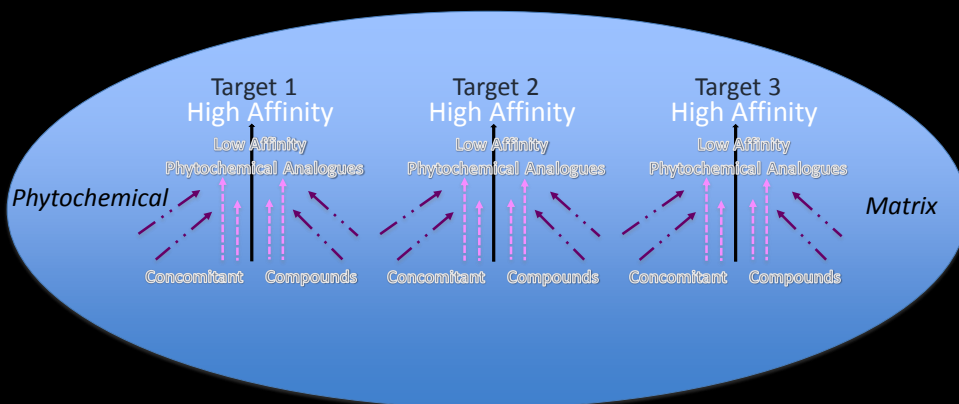 Target 1 Target 2 Target 3
High Affinity High Affinity High Affinity
Low Affinity Low Affinity Low Affinity
Phytochemical Analogues Phytochemical Analogues Phytochemical Analogues
Phytochemical Matrix
Concomitant Compounds Concomitant Compounds Concomitant Compounds